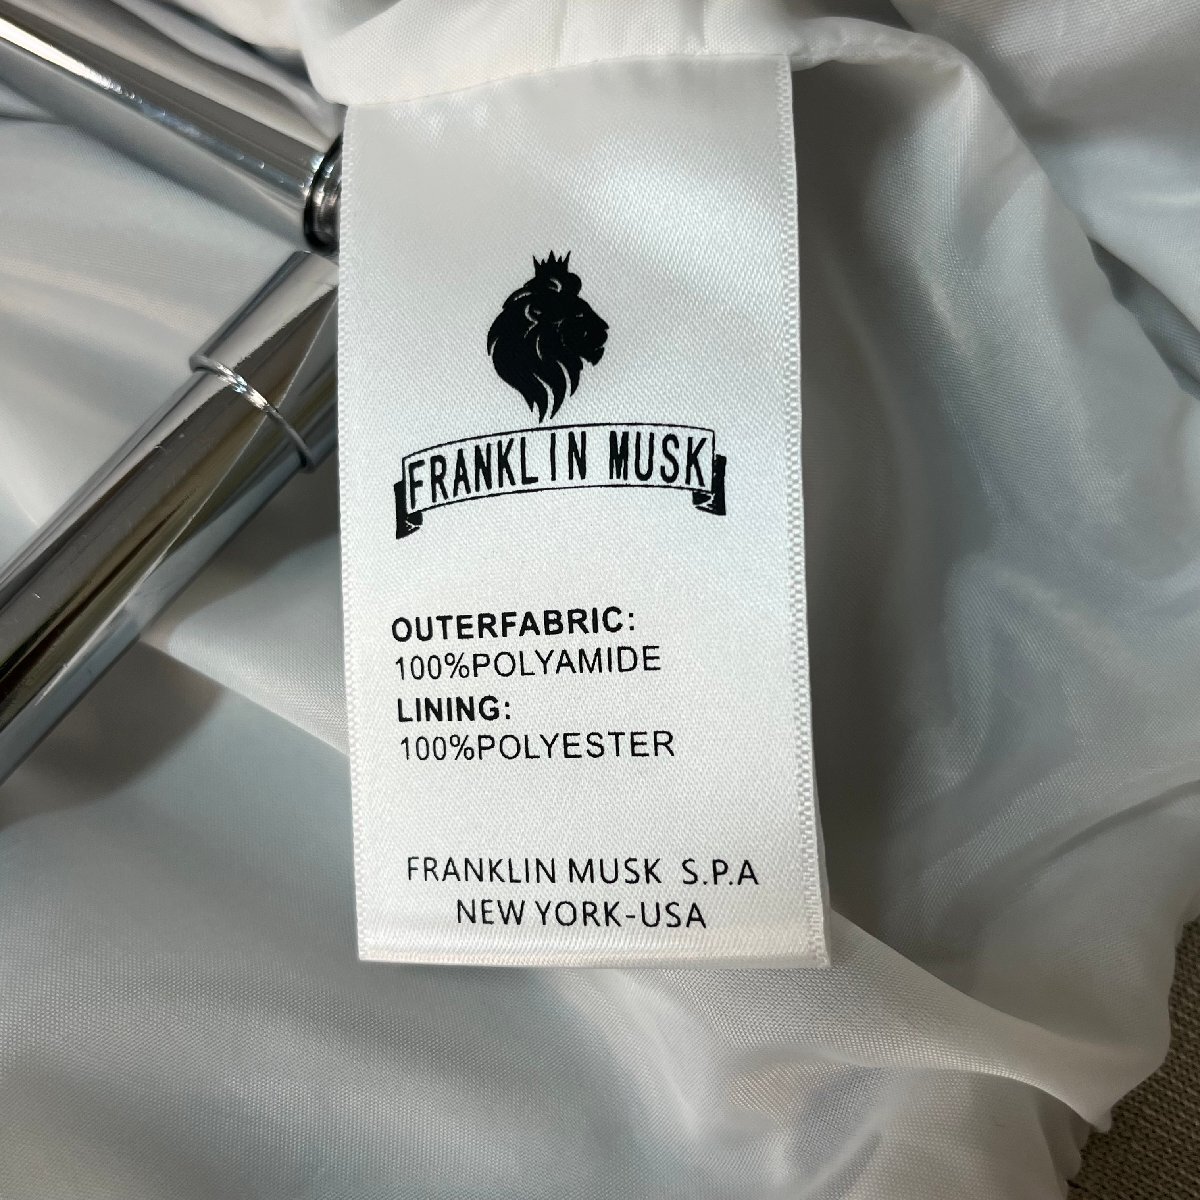 FRANKLIN MUSK
OUTERFABRIC:
100%POLYAMIDE
LINING:
100%POLYESTER
FRANKLIN MUSK S.P.A
NEW YORK-USA